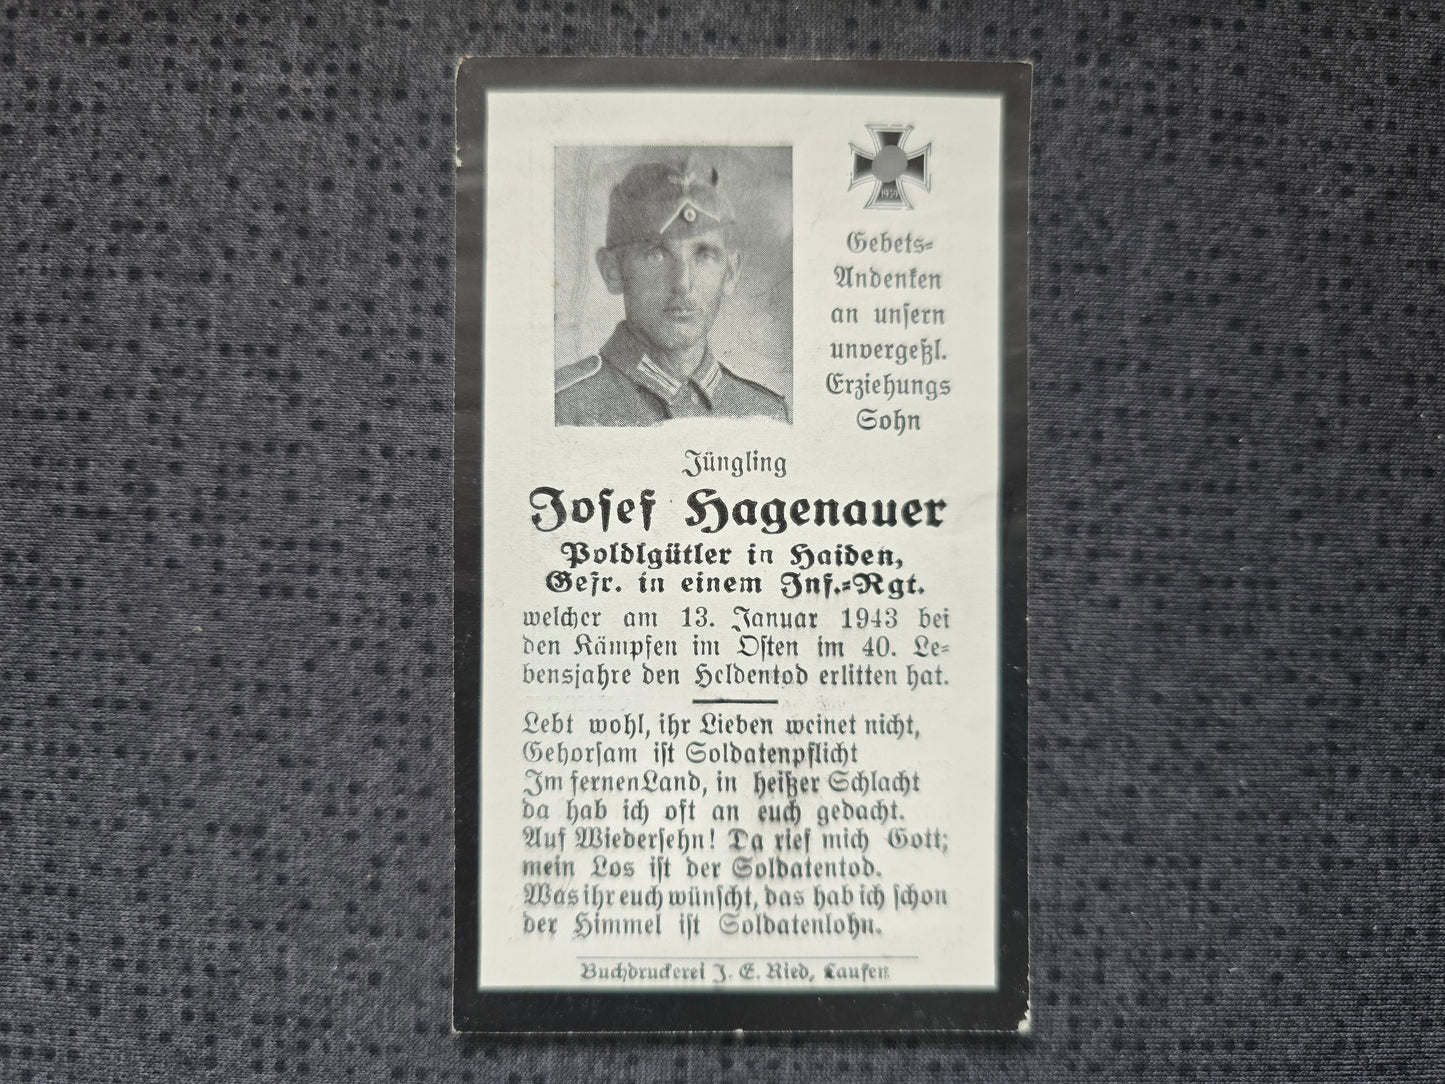 1939
Gebets-
Andenken
an unsern
unvergeßl.
Erziehungs
Sohn
Jüngling
Josef Hagenauer
Poldlgütler in Haiden,
Gefr. in einem Inf.-Rgt.
welcher am 13. Januar 1943 bei
den Kämpfen im Osten im 40. Le-
bensjahre den Heldentod erlitten hat.
Lebt wohl, ihr Lieben weinet nicht,
Gehorsam ist Soldatenpflicht
Im fernen Land, in heißer Schlacht
da hab ich oft an euch gedacht.
Auf Wiedersehn! Da rief mich Gott;
mein Los ist der Soldatentod.
Was ihr euch wünscht, das hab ich schon
der Himmel ist Soldatenlohn.
Buchdruckerei J. E. Ried, Laufen